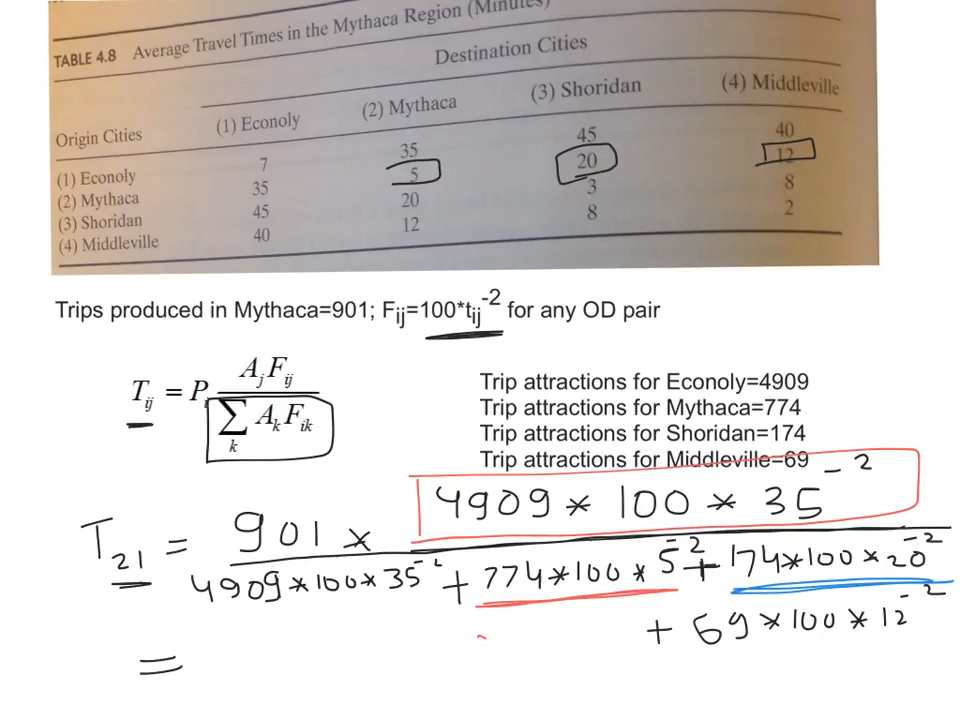 TABLE 4.8 Average Travel Times in the Mythaca Region (Minutes)
Destination Cities
Origin Cities (1) Econoly (2) Mythaca (3) Shoridan (4) Middleville
(1) Econoly 7 35 45 40
(2) Mythaca 35 5 20 12
(3) Shoridan 45 20 3 8
(4) Middleville 40 12 8 2
Trips produced in Mythaca=901; Fij=100*tij-2 for any OD pair
Tij = Pi AjFij
∑k AkFik
Trip attractions for Econoly=4909
Trip attractions for Mythaca=774
Trip attractions for Shoridan=174
Trip attractions for Middleville=69
4909 * 100 * 35-2
T21 = 901 *
4909*100*35-2 + 774*100*5-2 + 174*100*20-2
+ 69*100*12-2
=